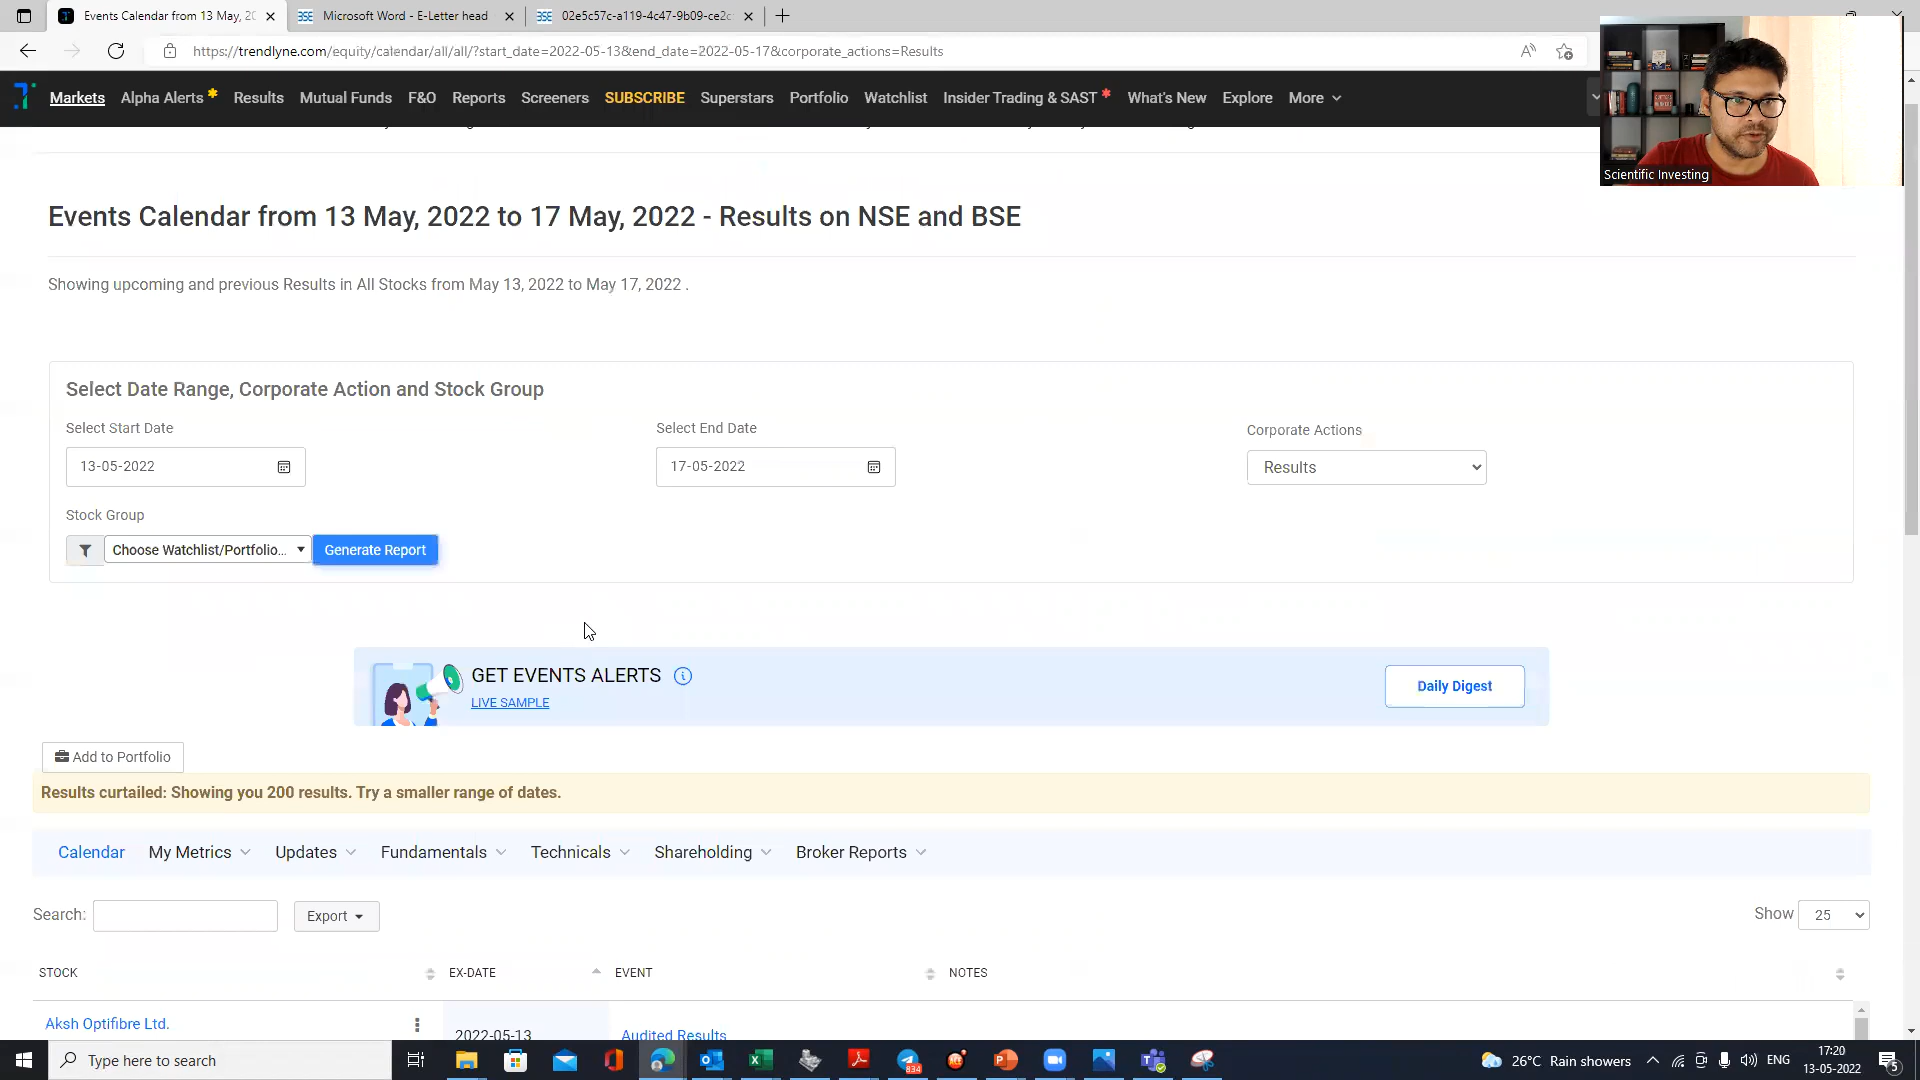 Events Calendar from 13 May, 20
Microsoft Word - E-Letter head
02e5c57c-a119-4c47-9b09-ce2c
https://trendlyne.com/equity/calendar/all/all/?start_date=2022-05-13&end_date=2022-05-17&corporate_actions=Results
Markets Alpha Alerts Results Mutual Funds F&O Reports Screeners SUBSCRIBE Superstars Portfolio Watchlist Insider Trading & SAST What's New Explore More
Scientific Investing
Events Calendar from 13 May, 2022 to 17 May, 2022 - Results on NSE and BSE
Showing upcoming and previous Results in All Stocks from May 13, 2022 to May 17, 2022 .
Select Date Range, Corporate Action and Stock Group
Select Start Date Select End Date Corporate Actions
13-05-2022 17-05-2022 Results
Stock Group
Choose Watchlist/Portfolio... Generate Report
GET EVENTS ALERTS
LIVE SAMPLE
Daily Digest
Add to Portfolio
Results curtailed: Showing you 200 results. Try a smaller range of dates.
Calendar My Metrics Updates Fundamentals Technicals Shareholding Broker Reports
Search: Export Show 25
STOCK EX-DATE EVENT NOTES
Aksh Optifibre Ltd. 2022-05-13 Audited Results
Type here to search
834
26°C Rain showers
ENG
17:20
13-05-2022
5